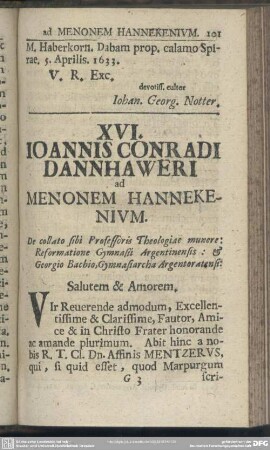 ad MENONEM HANNEKENIVM. 101
M. Haberkorn. Dabam prop. calamo Spi-
rae, 5. Aprilis. 1633.
V. R. Exc.
devotiss. cultor
Iohan. Georg. Notter.
XVI.
IOANNIS CONRADI
DANNHAWERI
ad
MENONEM HANNEKE-
NIVM.
De collato sibi Professoris Theologiae munere:
Reformatione Gymnasii Argentinensis: &
Georgio Bachio, Gymnasiarcha Argentoratensi.
Salutem & Amorem.
VIr Reuerende admodum, Excellen-
tissime & Clarissime, Fautor, Ami-
ce & in Christo Frater honorande
ac amande plurimum. Abit hinc a no-
bis R. T. Cl. Dn. Affinis MENTZERVS,
qui, si quid esset, quod Marpurgum
G 3 scri-